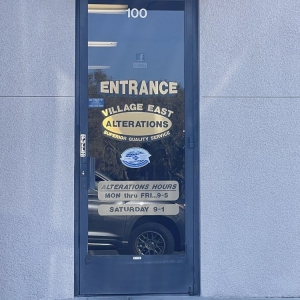 100
ENTRANCE
VILLAGE EAST
ALTERATIONS
SUPERIOR QUALITY SERVICE
ALTERATIONS HOURS
MON thru FRI..9-5
SATURDAY 9-1